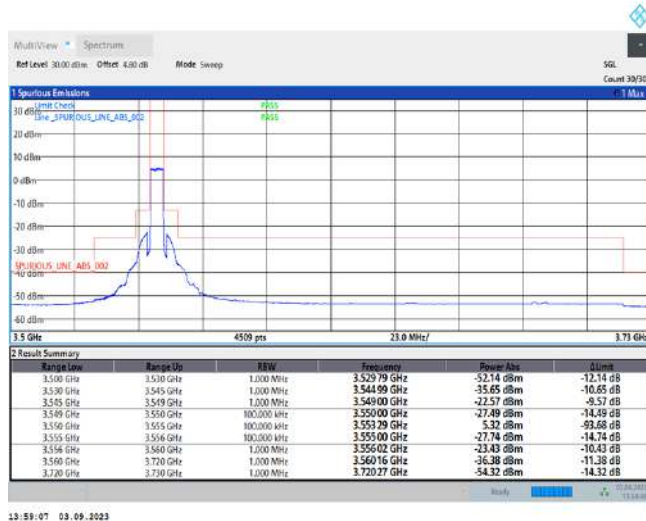 MultiView Spectrum
Ref Level 30.00 dBm Offset 4.80 dB Mode Sweep SGL
Count 30/30
1 Spurious Emissions 1 Max
Limit Check PASS
Line _SPURIOUS_LINE_ABS_002 PASS
30 dBm
20 dBm
10 dBm
0 dBm
-10 dBm
-20 dBm
-30 dBm
SPURIOUS_LINE_ABS_002
-40 dBm
-50 dBm
-60 dBm
3.5 GHz 4509 pts 23.0 MHz/ 3.73 GHz
2 Result Summary
Range Low Range Up RBW Frequency Power Abs ΔLimit
3.500 GHz 3.530 GHz 1.000 MHz 3.52979 GHz -52.14 dBm -12.14 dB
3.530 GHz 3.545 GHz 1.000 MHz 3.54499 GHz -35.65 dBm -10.65 dB
3.545 GHz 3.549 GHz 1.000 MHz 3.54900 GHz -22.57 dBm -9.57 dB
3.549 GHz 3.550 GHz 100.000 kHz 3.55000 GHz -27.49 dBm -14.49 dB
3.550 GHz 3.555 GHz 100.000 kHz 3.55329 GHz 5.32 dBm -93.68 dB
3.555 GHz 3.556 GHz 100.000 kHz 3.55500 GHz -27.74 dBm -14.74 dB
3.556 GHz 3.560 GHz 1.000 MHz 3.55602 GHz -23.43 dBm -10.43 dB
3.560 GHz 3.720 GHz 1.000 MHz 3.56016 GHz -36.38 dBm -11.38 dB
3.720 GHz 3.730 GHz 1.000 MHz 3.72027 GHz -54.32 dBm -14.32 dB
Ready
13:59:07 03.09.2023